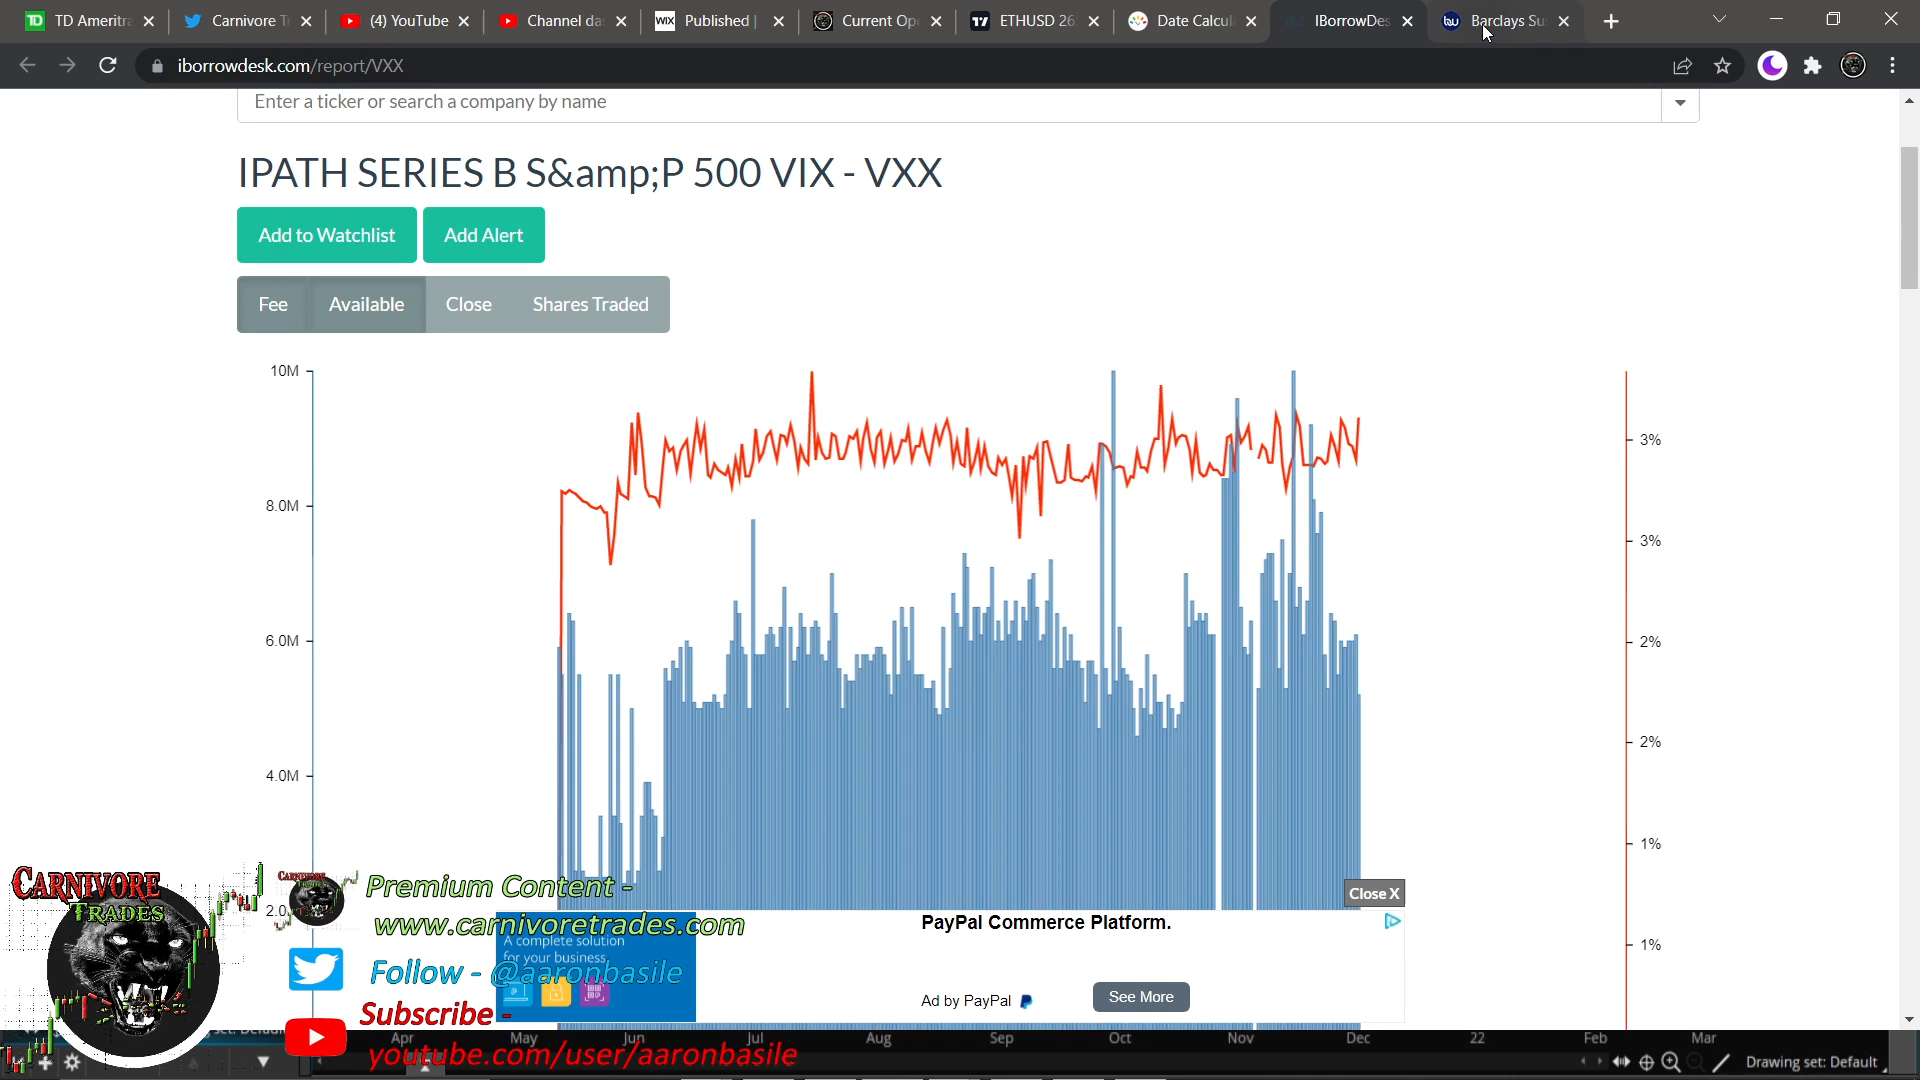 TD Ameritra
Carnivore T
(4) YouTube
Channel da
Published |
Current Ope
ETHUSD 26
Date Calcul
IBorrowDes
Barclays Su
iborrowdesk.com/report/VXX
Enter a ticker or search a company by name
IPATH SERIES B S&amp;P 500 VIX - VXX
Add to Watchlist
Add Alert
Fee
Available
Close
Shares Traded
10M
8.0M
6.0M
4.0M
2.0
3%
3%
2%
2%
1%
1%
Close X
PayPal Commerce Platform.
A complete solution
for your business
Ad by PayPal
See More
CARNIVORE
TRADES
Premium Content -
www.carnivoretrades.com
Follow - @aaronbasile
Subscribe -
youtube.com/user/aaronbasile
Apr
May
Jun
Jul
Aug
Sep
Oct
Nov
Dec
22
Feb
Mar
Drawing set: Default